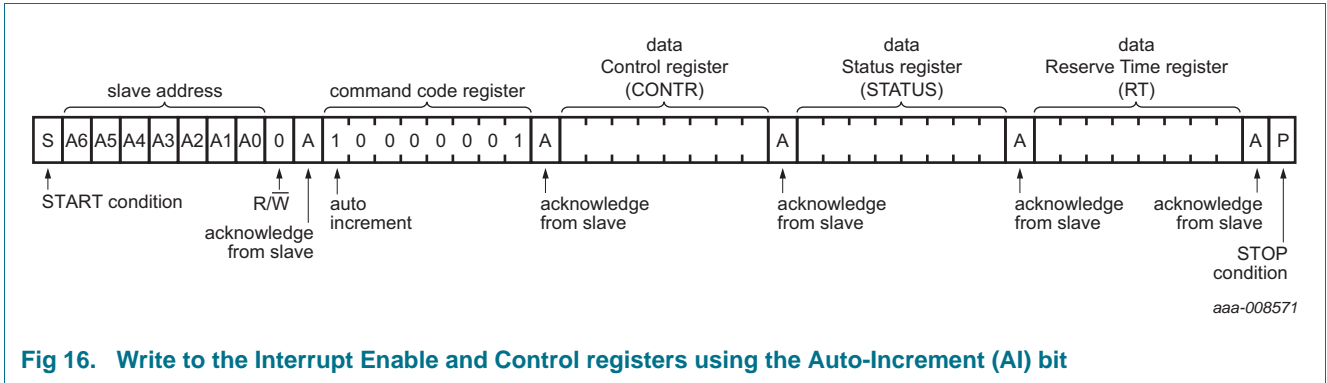 data
Control register
(CONTR)
data
Status register
(STATUS)
data
Reserve Time register
(RT)
slave address
command code register
S A6 A5 A4 A3 A2 A1 A0 0 A 1 0 0 0 0 0 0 1 A A A A P
START condition
R/W̅
acknowledge
from slave
auto
increment
acknowledge
from slave
acknowledge
from slave
acknowledge
from slave
acknowledge
from slave
STOP
condition
aaa-008571
Fig 16. Write to the Interrupt Enable and Control registers using the Auto-Increment (AI) bit